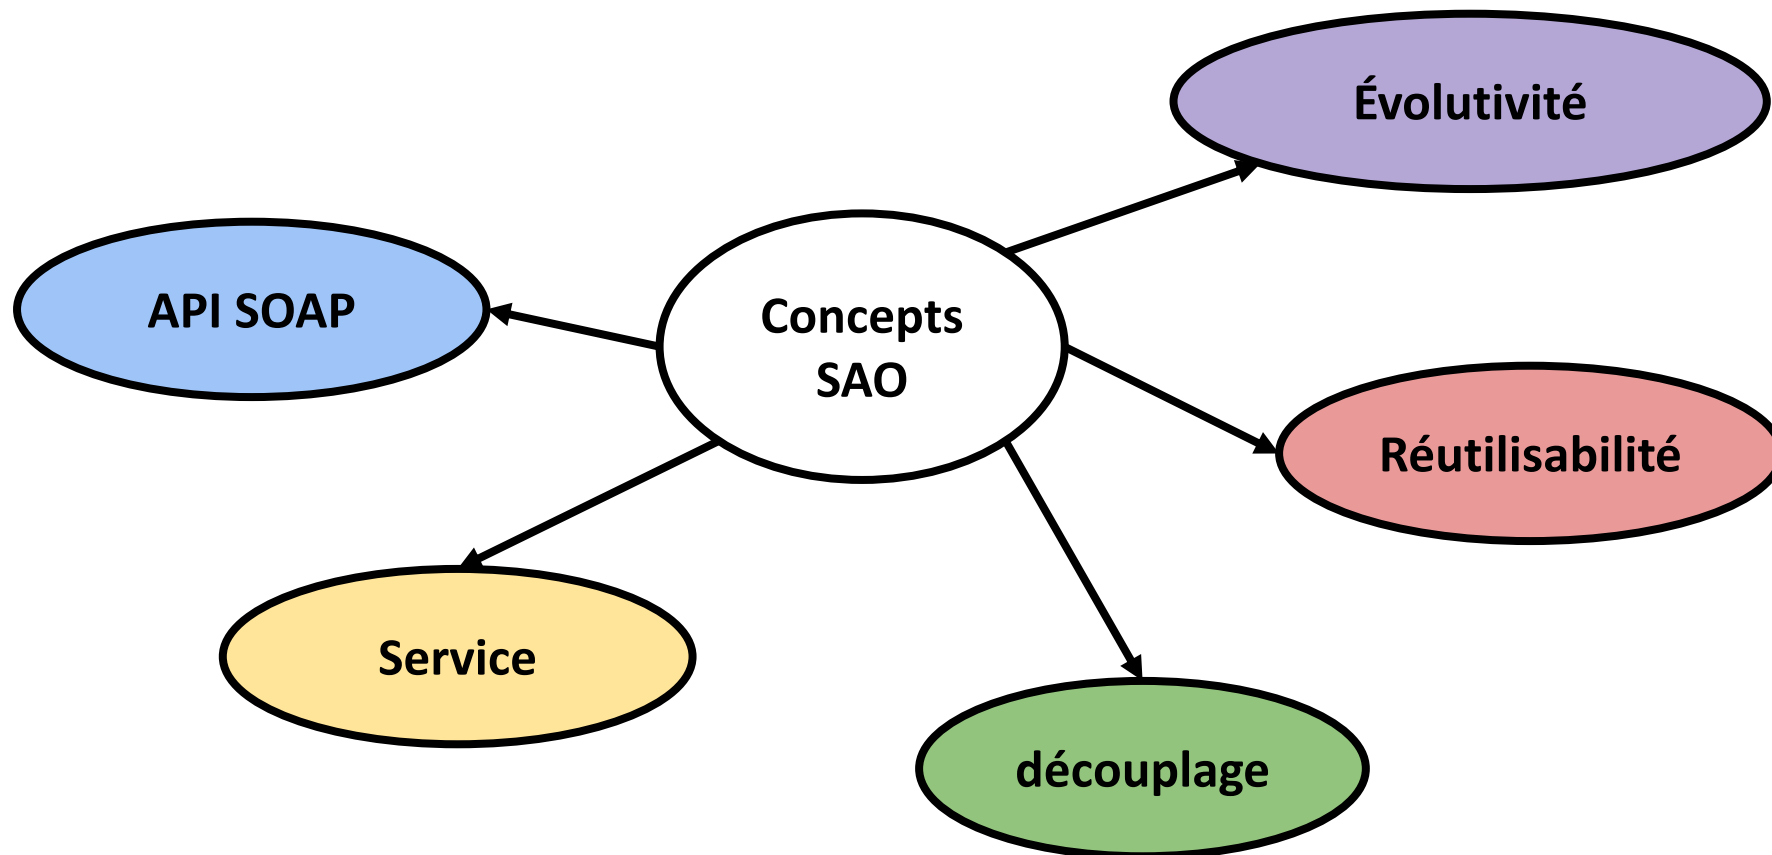 Évolutivité
API SOAP
Concepts
SAO
Réutilisabilité
Service
découplage